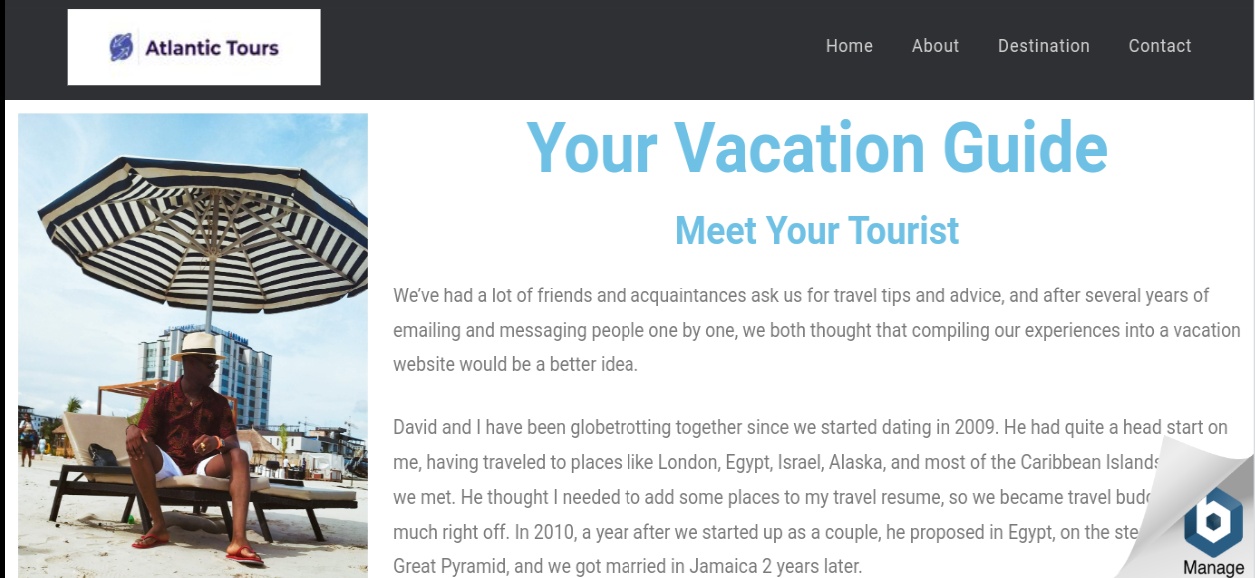 Atlantic Tours
Home About Destination Contact
Your Vacation Guide
Meet Your Tourist
We’ve had a lot of friends and acquaintances ask us for travel tips and advice, and after several years of
emailing and messaging people one by one, we both thought that compiling our experiences into a vacation
website would be a better idea.
David and I have been globetrotting together since we started dating in 2009. He had quite a head start on
me, having traveled to places like London, Egypt, Israel, Alaska, and most of the Caribbean Islands
we met. He thought I needed to add some places to my travel resume, so we became travel
much right off. In 2010, a year after we started up as a couple, he proposed in Egypt, on the
Great Pyramid, and we got married in Jamaica 2 years later.
b
Manage